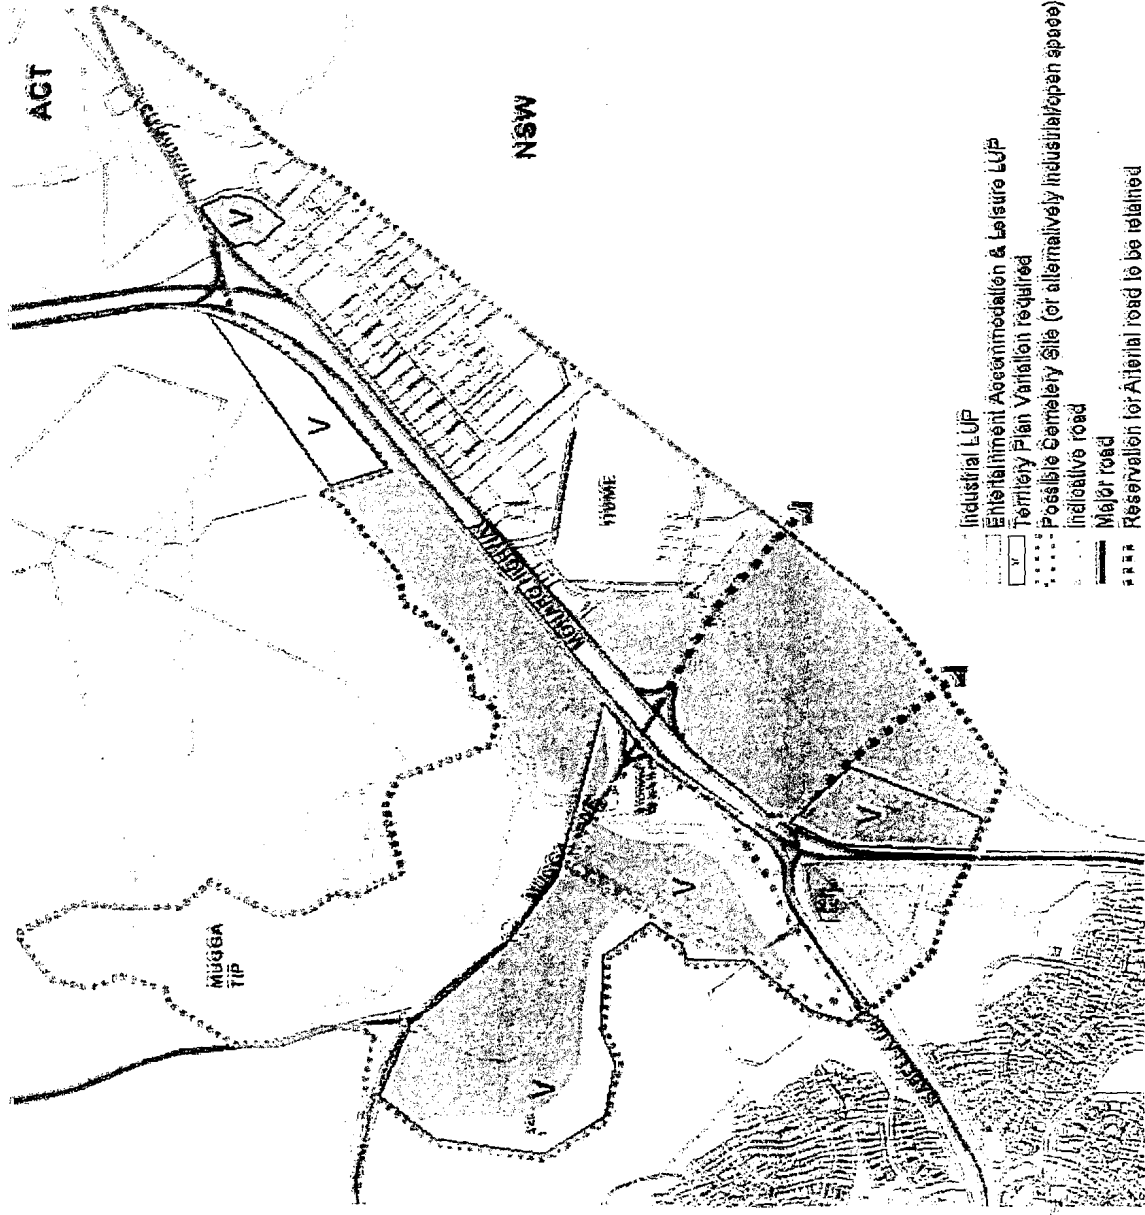 ACT
NSW
V
V
HUME
MONARO HIGHWAY
MUGGA
TIP
MUGGA
V
V
V
Industrial LUP
Entertainment Accommodation & Leisure LUP
V
Territory Plan Variation required
Possible Cemetery Site (or alternatively industrial/open space)
Indicative road
Major road
Reservation for Arterial road to be retained